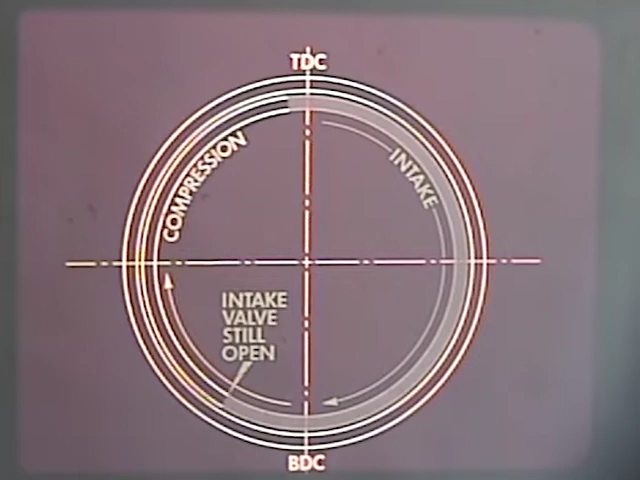 TDC
COMPRESSION
INTAKE
INTAKE
VALVE
STILL
OPEN
BDC